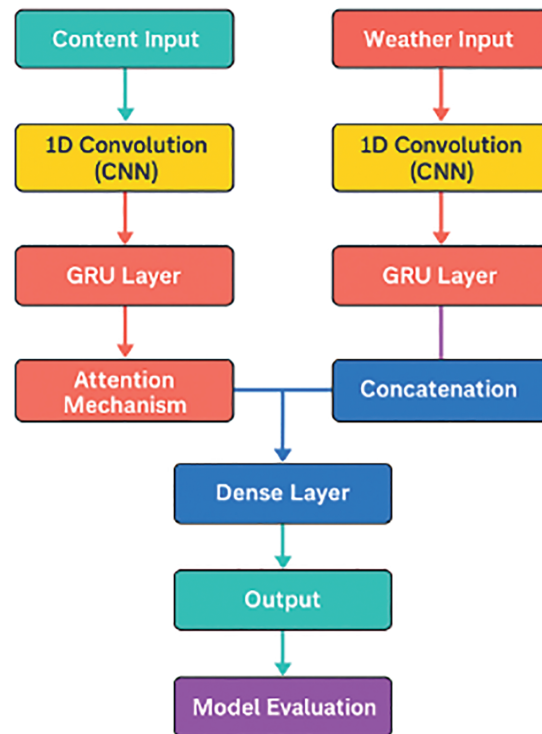 Content Input
Weather Input
1D Convolution
(CNN)
1D Convolution
(CNN)
GRU Layer
GRU Layer
Attention
Mechanism
Concatenation
Dense Layer
Output
Model Evaluation